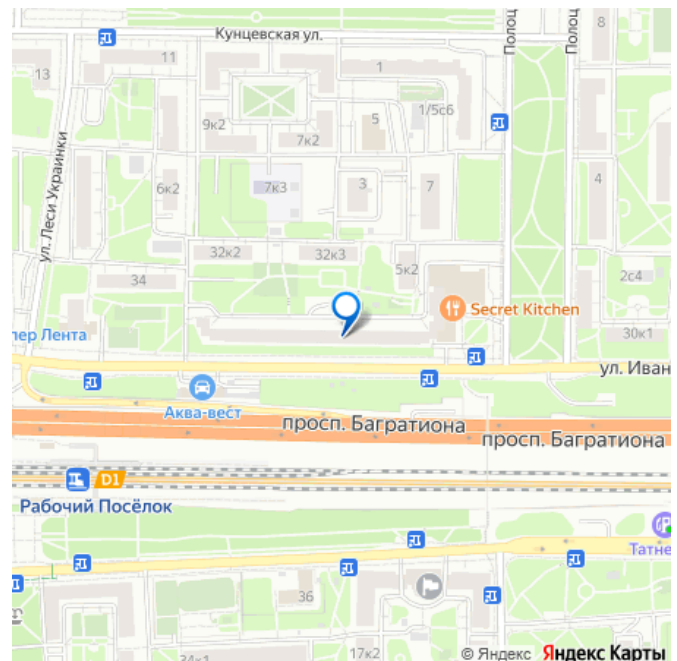 Кунцевская ул.
Полоц
Полоц
8
11
13
1
1/5с6
9к2
7к2
5
ул. Леси Украинки
6к2
7к3
3
7
4
32к2
32к3
5к2
34
2с4
Secret Kitchen
30к1
пер Лента
ул. Иван
Аква-вест
просп. Багратиона
просп. Багратиона
D1
Рабочий Посёлок
Татне
36
34к1
17к2
© Яндекс Яндекс Карты